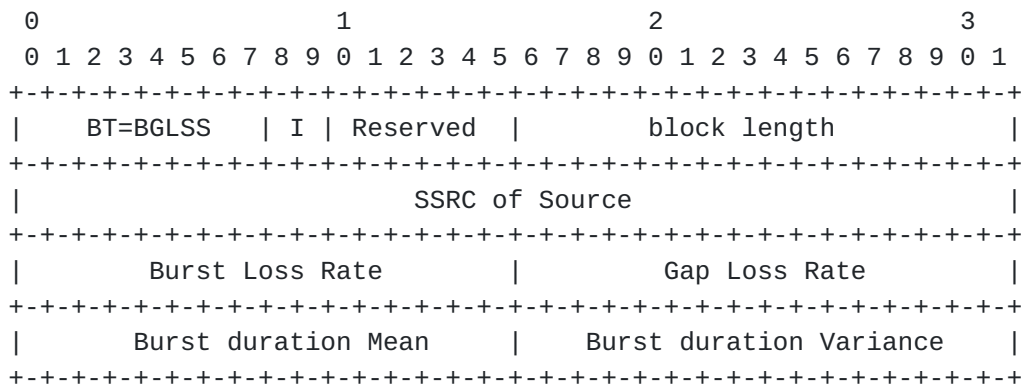 0                   1                   2                   3
 0 1 2 3 4 5 6 7 8 9 0 1 2 3 4 5 6 7 8 9 0 1 2 3 4 5 6 7 8 9 0 1
+-+-+-+-+-+-+-+-+-+-+-+-+-+-+-+-+-+-+-+-+-+-+-+-+-+-+-+-+-+-+-+-+
|    BT=BGLSS   | I | Reserved  |        block length           |
+-+-+-+-+-+-+-+-+-+-+-+-+-+-+-+-+-+-+-+-+-+-+-+-+-+-+-+-+-+-+-+-+
|                         SSRC of Source                        |
+-+-+-+-+-+-+-+-+-+-+-+-+-+-+-+-+-+-+-+-+-+-+-+-+-+-+-+-+-+-+-+-+
|        Burst Loss Rate        |         Gap Loss Rate         |
+-+-+-+-+-+-+-+-+-+-+-+-+-+-+-+-+-+-+-+-+-+-+-+-+-+-+-+-+-+-+-+-+
|       Burst duration Mean     |    Burst duration Variance    |
+-+-+-+-+-+-+-+-+-+-+-+-+-+-+-+-+-+-+-+-+-+-+-+-+-+-+-+-+-+-+-+-+